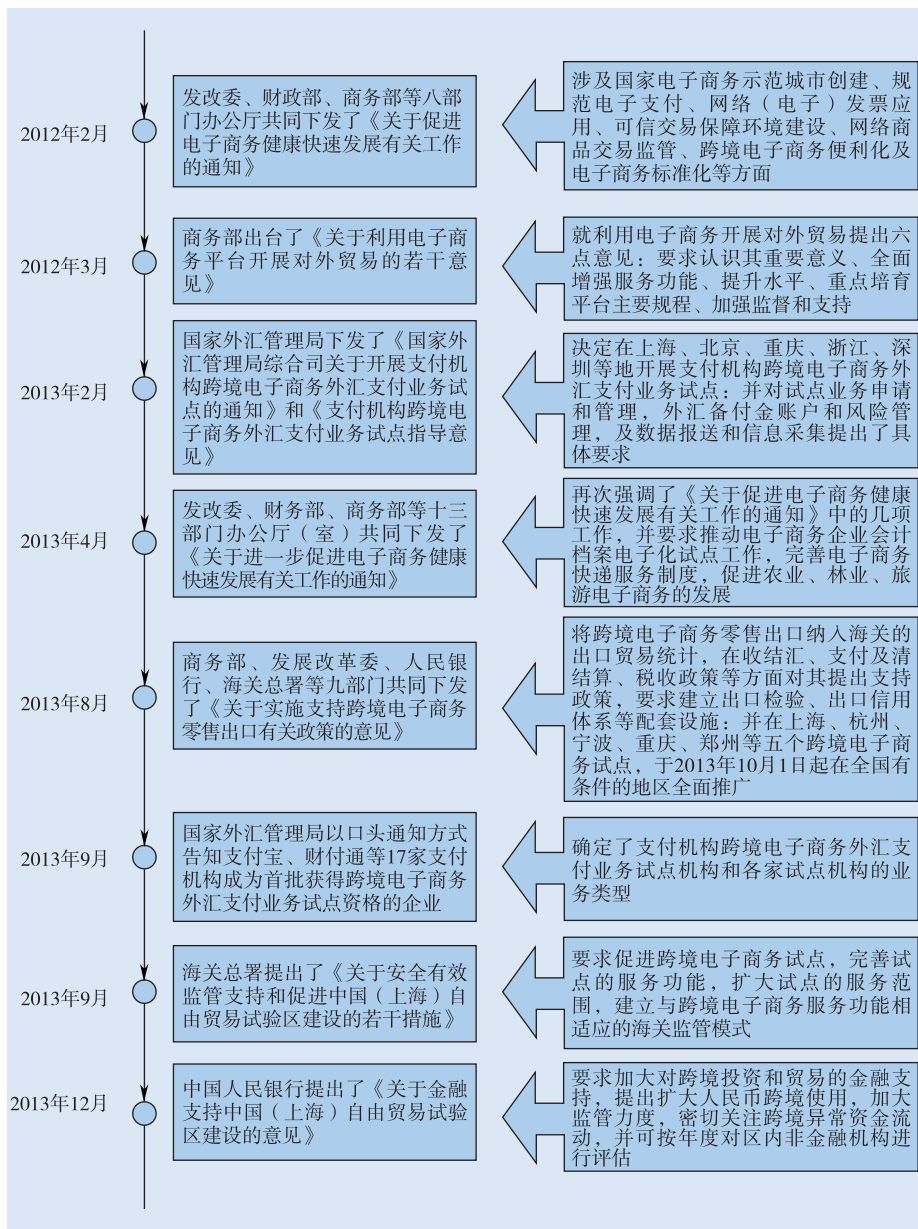 2012年2月
发改委、财政部、商务部等八部
门办公厅共同下发了《关于促进
电子商务健康快速发展有关工作
的通知》
涉及国家电子商务示范城市创建、规
范电子支付、网络（电子）发票应
用、可信交易保障环境建设、网络商
品交易监管、跨境电子商务便利化及
电子商务标准化等方面
2012年3月
商务部出台了《关于利用电子商
务平台开展对外贸易的若干意
见》
就利用电子商务开展对外贸易提出六
点意见：要求认识其重要意义、全面
增强服务功能、提升水平、重点培育
平台主要规程、加强监督和支持
2013年2月
国家外汇管理局下发了《国家外
汇管理局综合司关于开展支付机
构跨境电子商务外汇支付业务试
点的通知》和《支付机构跨境电
子商务外汇支付业务试点指导意
见》
决定在上海、北京、重庆、浙江、深
圳等地开展支付机构跨境电子商务外
汇支付业务试点：并对试点业务申请
和管理，外汇备付金账户和风险管
理，及数据报送和信息采集提出了具
体要求
2013年4月
发改委、财务部、商务部等十三
部门办公厅（室）共同下发了
《关于进一步促进电子商务健康
快速发展有关工作的通知》
再次强调了《关于促进电子商务健康
快速发展有关工作的通知》中的几项
工作，并要求推动电子商务企业会计
档案电子化试点工作，完善电子商务
快递服务制度，促进农业、林业、旅
游电子商务的发展
2013年8月
商务部、发展改革委、人民银
行、海关总署等九部门共同下发
了《关于实施支持跨境电子商务
零售出口有关政策的意见》
将跨境电子商务零售出口纳入海关的
出口贸易统计，在收结汇、支付及清
结算、税收政策等方面对其提出支持
政策，要求建立出口检验、出口信用
体系等配套设施：并在上海、杭州、
宁波、重庆、郑州等五个跨境电子商
务试点，于2013年10月1日起在全国有
条件的地区全面推广
2013年9月
国家外汇管理局以口头通知方式
告知支付宝、财付通等17家支付
机构成为首批获得跨境电子商务
外汇支付业务试点资格的企业
确定了支付机构跨境电子商务外汇支
付业务试点机构和各家试点机构的业
务类型
2013年9月
海关总署提出了《关于安全有效
监管支持和促进中国（上海）自
由贸易试验区建设的若干措施》
要求促进跨境电子商务试点，完善试
点的服务功能，扩大试点的服务范
围，建立与跨境电子商务服务功能相
适应的海关监管模式
2013年12月
中国人民银行提出了《关于金融
支持中国（上海）自由贸易试验
区建设的意见》
要求加大对跨境投资和贸易的金融支
持，提出扩大人民币跨境使用，加大
监管力度，密切关注跨境异常资金流
动，并可按年度对区内非金融机构进
行评估